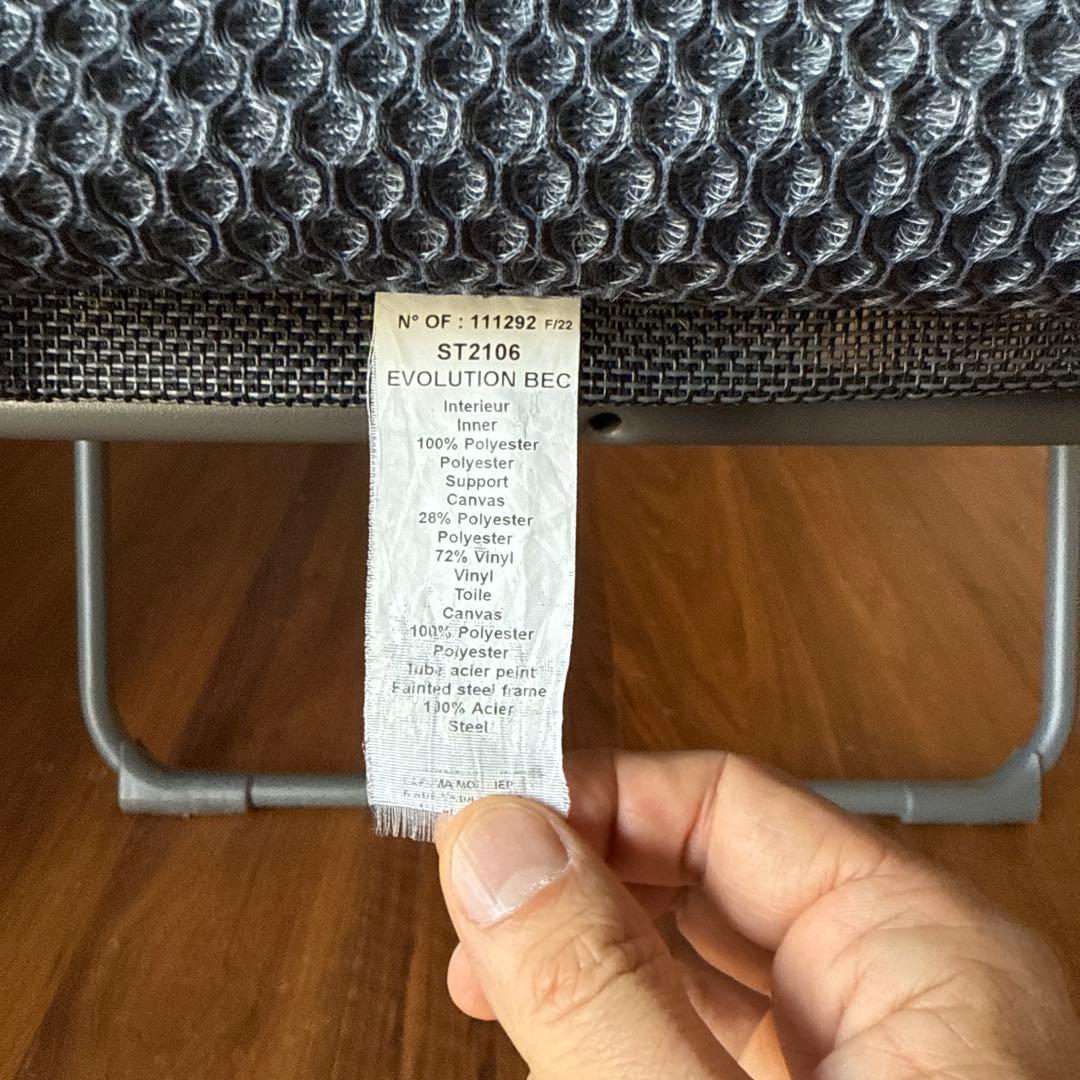 N° OF : 111292 F/22
ST2106
EVOLUTION BEC
Interieur
Inner
100% Polyester
Polyester
Support
Canvas
28% Polyester
Polyester
72% Vinyl
Vinyl
Toile
Canvas
100% Polyester
Polyester
Tube acier peint
Painted steel frame
100% Acier
Steel